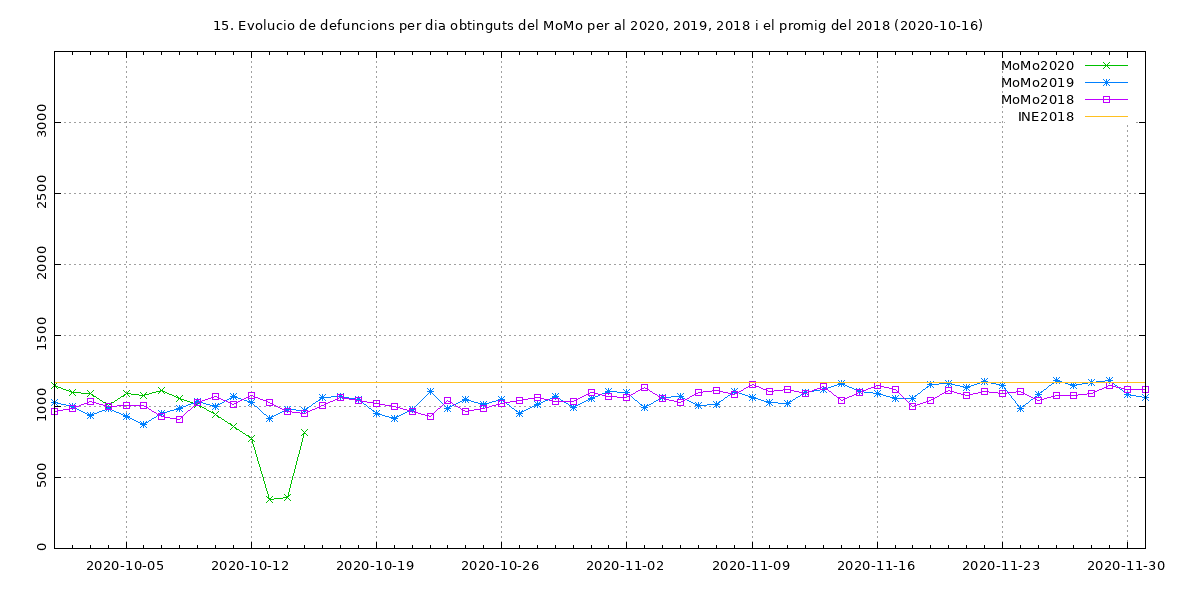 15. Evolucio de defuncions per dia obtinguts del MoMo per al 2020, 2019, 2018 i el promig del 2018 (2020-10-16)
MoMo2020
MoMo2019
MoMo2018
INE2018
3000
2500
2000
1500
1000
500
0
2020-10-05 2020-10-12 2020-10-19 2020-10-26 2020-11-02 2020-11-09 2020-11-16 2020-11-23 2020-11-30